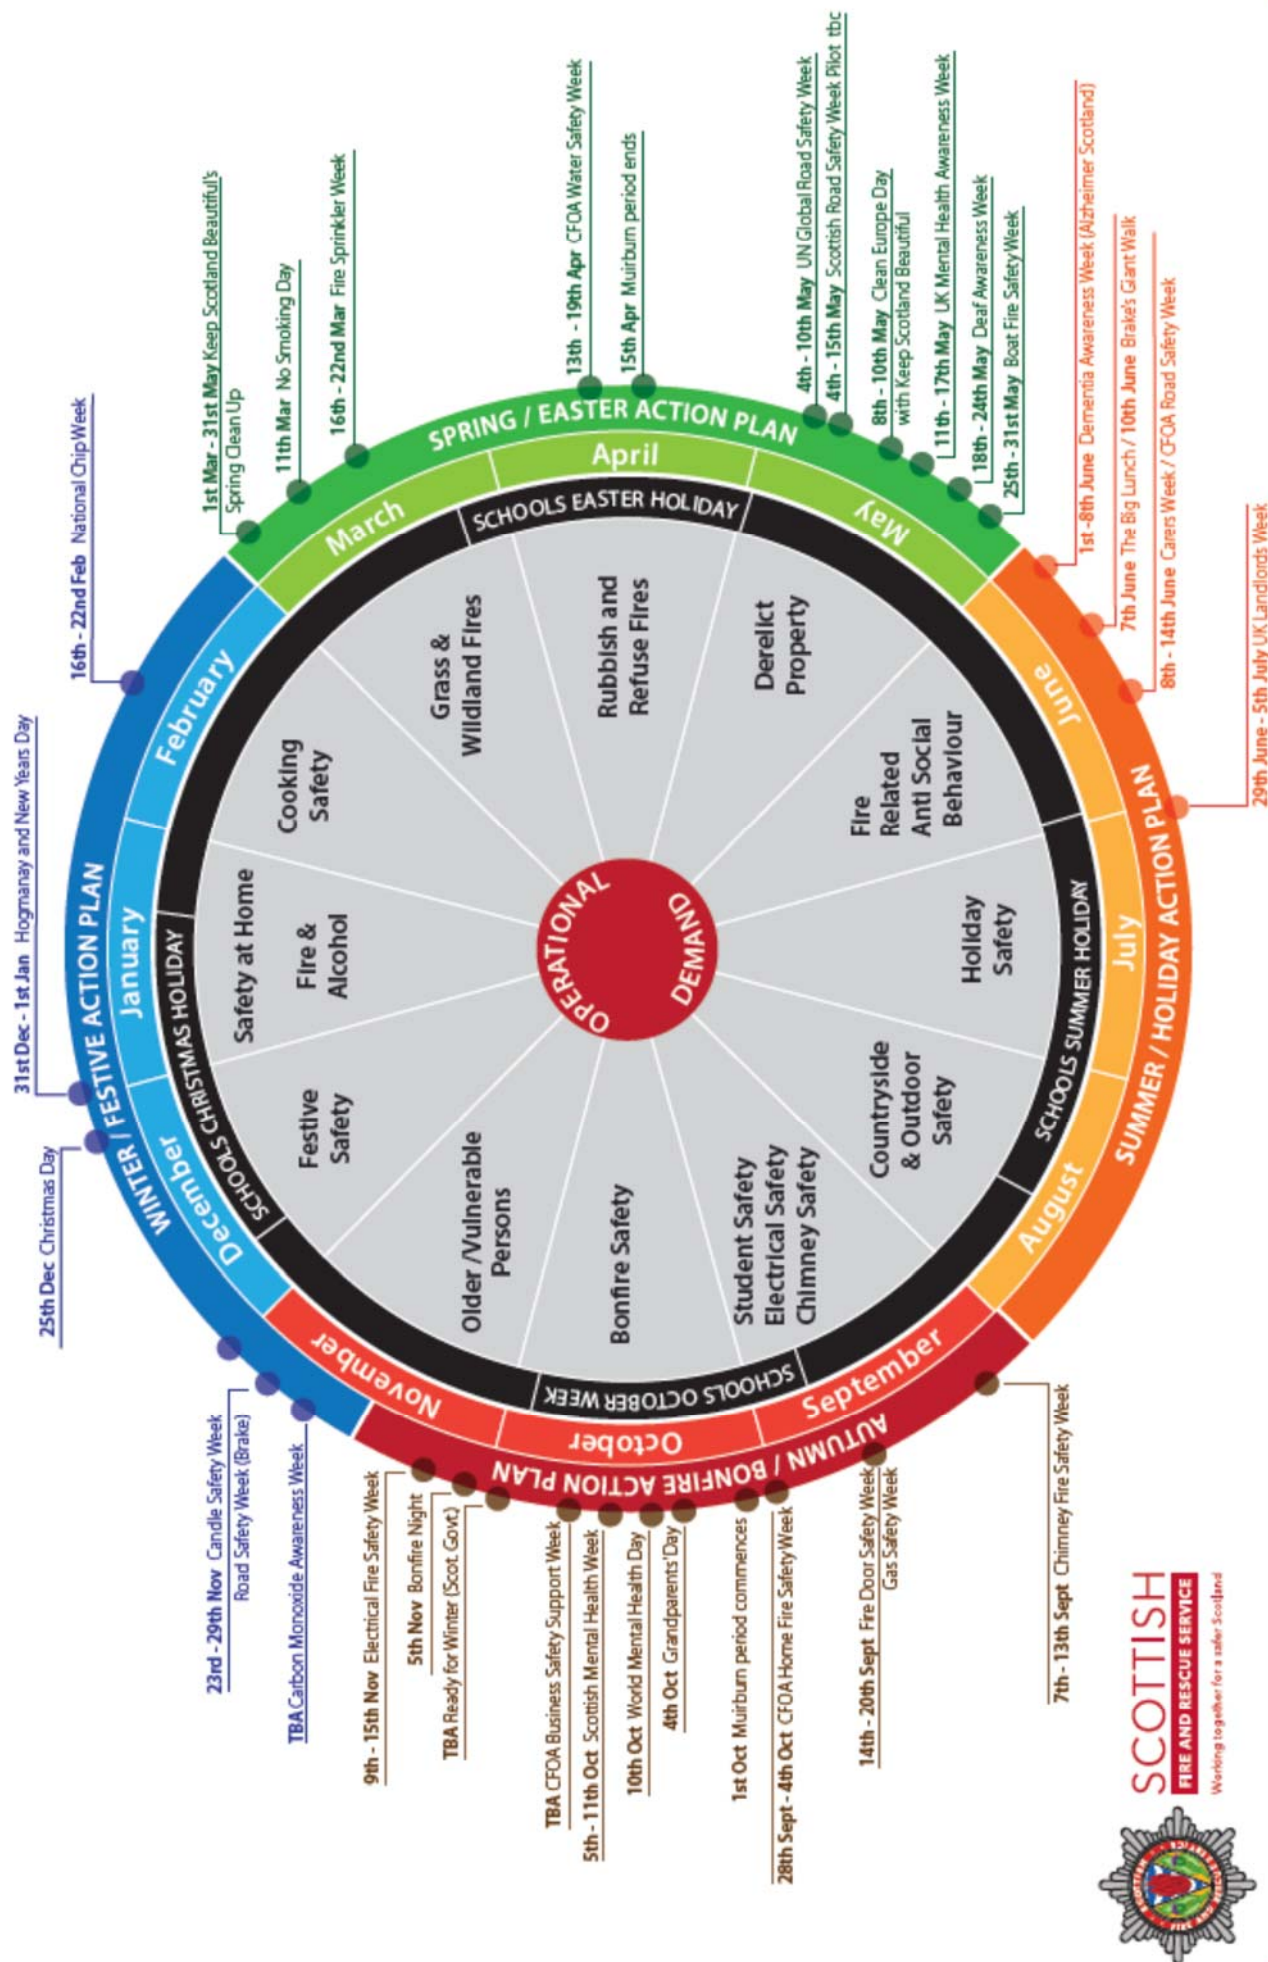 31st Dec - 1st Jan Hogmanay and New Years Day
25th Dec Christmas Day
16th - 22nd Feb National Chip Week
23rd - 29th Nov Candle Safety Week
Road Safety Week (Brake)
TBA Carbon Monoxide Awareness Week
1st Mar - 31st May Keep Scotland Beautiful's
Spring Clean Up
11th Mar No Smoking Day
16th - 22nd Mar Fire Sprinkler Week
13th - 19th Apr CFOA Water Safety Week
15th Apr Muirburn period ends
4th - 10th May UN Global Road Safety Week
4th - 15th May Scottish Road Safety Week Pilot tbc
8th - 10th May Clean Europe Day
with Keep Scotland Beautiful
11th - 17th May UK Mental Health Awareness Week
18th - 24th May Deaf Awareness Week
25th - 31st May Boat Fire Safety Week
1st -8th June Dementia Awareness Week (Alzheimer Scotland)
7th June The Big Lunch / 10th June Brake's Giant Walk
8th - 14th June Carers Week / CFOA Road Safety Week
29th June - 5th July UK Landlords Week
9th - 15th Nov Electrical Fire Safety Week
5th Nov Bonfire Night
TBA Ready for Winter (Scot. Govt.)
TBA CFOA Business Safety Support Week
5th - 11th Oct Scottish Mental Health Week
10th Oct World Mental Health Day
4th Oct Grandparents' Day
1st Oct Muirburn period commences
28th Sept - 4th Oct CFOA Home Fire Safety Week
14th - 20th Sept Fire Door Safety Week
Gas Safety Week
7th - 13th Sept Chimney Fire Safety Week
WINTER / FESTIVE ACTION PLAN
SPRING / EASTER ACTION PLAN
SUMMER / HOLIDAY ACTION PLAN
AUTUMN / BONFIRE ACTION PLAN
January
February
March
April
May
June
July
August
September
October
November
December
SCHOOLS CHRISTMAS HOLIDAY
SCHOOLS EASTER HOLIDAY
SCHOOLS SUMMER HOLIDAY
SCHOOLS OCTOBER WEEK
Safety at Home
Fire &
Alcohol
Cooking
Safety
Grass &
Wildland Fires
Rubbish and
Refuse Fires
Derelict
Property
Fire
Related
Anti Social
Behaviour
Holiday
Safety
Countryside
& Outdoor
Safety
Student Safety
Electrical Safety
Chimney Safety
Bonfire Safety
Older /Vulnerable
Persons
Festive
Safety
OPERATIONAL
DEMAND
SCOTTISH
FIRE AND RESCUE SERVICE
Working together for a safer Scotland